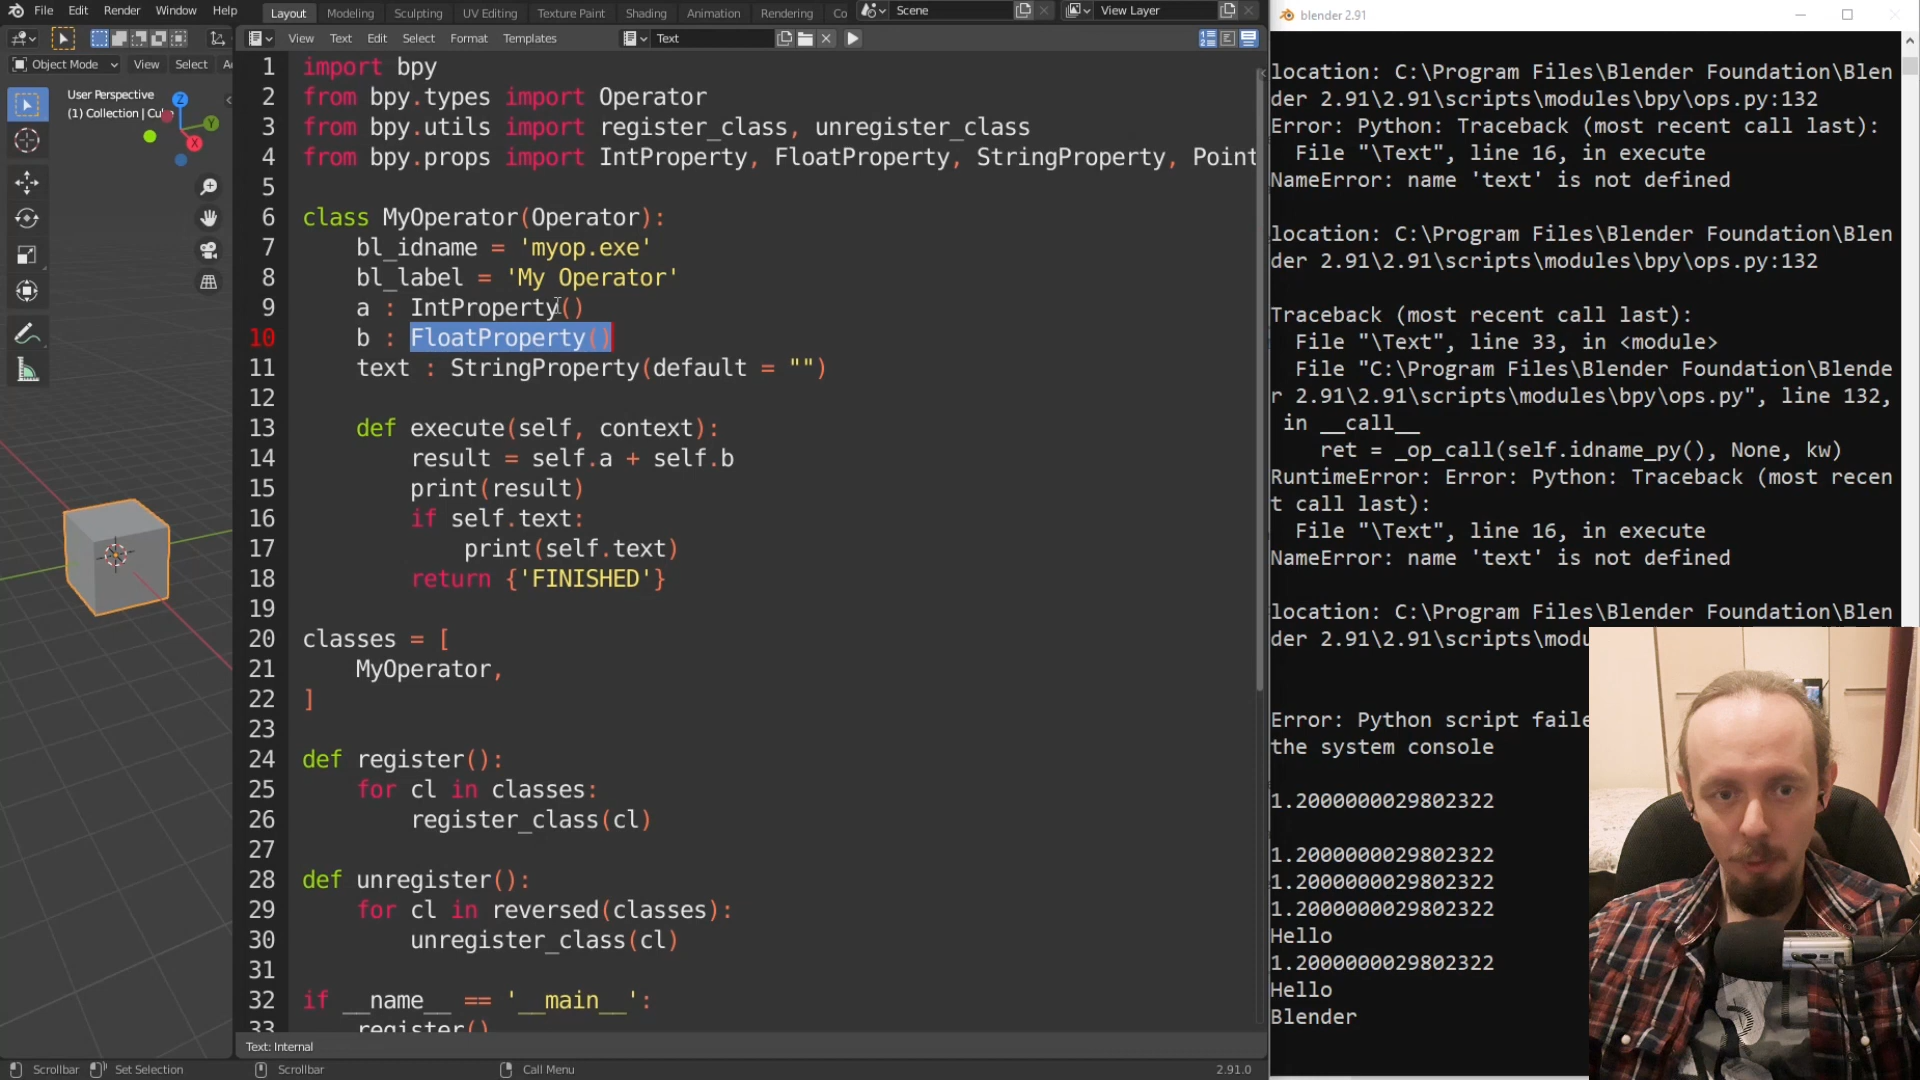 File Edit Render Window Help Layout Modeling Sculpting UV Editing Texture Paint Shading Animation Rendering Co Scene View Layer
View Text Edit Select Format Templates Text
Object Mode View Select
User Perspective
(1) Collection | Cube
Z
Y
X
1 import bpy
2 from bpy.types import Operator
3 from bpy.utils import register_class, unregister_class
4 from bpy.props import IntProperty, FloatProperty, StringProperty, Point
5
6 class MyOperator(Operator):
7 bl_idname = 'myop.exe'
8 bl_label = 'My Operator'
9 a : IntProperty()
10 b : FloatProperty()
11 text : StringProperty(default = "")
12
13 def execute(self, context):
14 result = self.a + self.b
15 print(result)
16 if self.text:
17 print(self.text)
18 return {'FINISHED'}
19
20 classes = [
21 MyOperator,
22 ]
23
24 def register():
25 for cl in classes:
26 register_class(cl)
27
28 def unregister():
29 for cl in reversed(classes):
30 unregister_class(cl)
31
32 if __name__ == '__main__':
33 register()
Text: Internal
Scrollbar Set Selection Scrollbar Call Menu 2.91.0
blender 2.91
location: C:\Program Files\Blender Foundation\Blen
der 2.91\2.91\scripts\modules\bpy\ops.py:132
Error: Python: Traceback (most recent call last):
File "\Text", line 16, in execute
NameError: name 'text' is not defined
location: C:\Program Files\Blender Foundation\Blen
der 2.91\2.91\scripts\modules\bpy\ops.py:132
Traceback (most recent call last):
File "\Text", line 33, in <module>
File "C:\Program Files\Blender Foundation\Blende
r 2.91\2.91\scripts\modules\bpy\ops.py", line 132,
in __call__
ret = _op_call(self.idname_py(), None, kw)
RuntimeError: Error: Python: Traceback (most recen
t call last):
File "\Text", line 16, in execute
NameError: name 'text' is not defined
location: C:\Program Files\Blender Foundation\Blen
der 2.91\2.91\scripts\modu
Error: Python script faile
the system console
1.2000000029802322
1.2000000029802322
1.2000000029802322
1.2000000029802322
Hello
1.2000000029802322
Hello
Blender